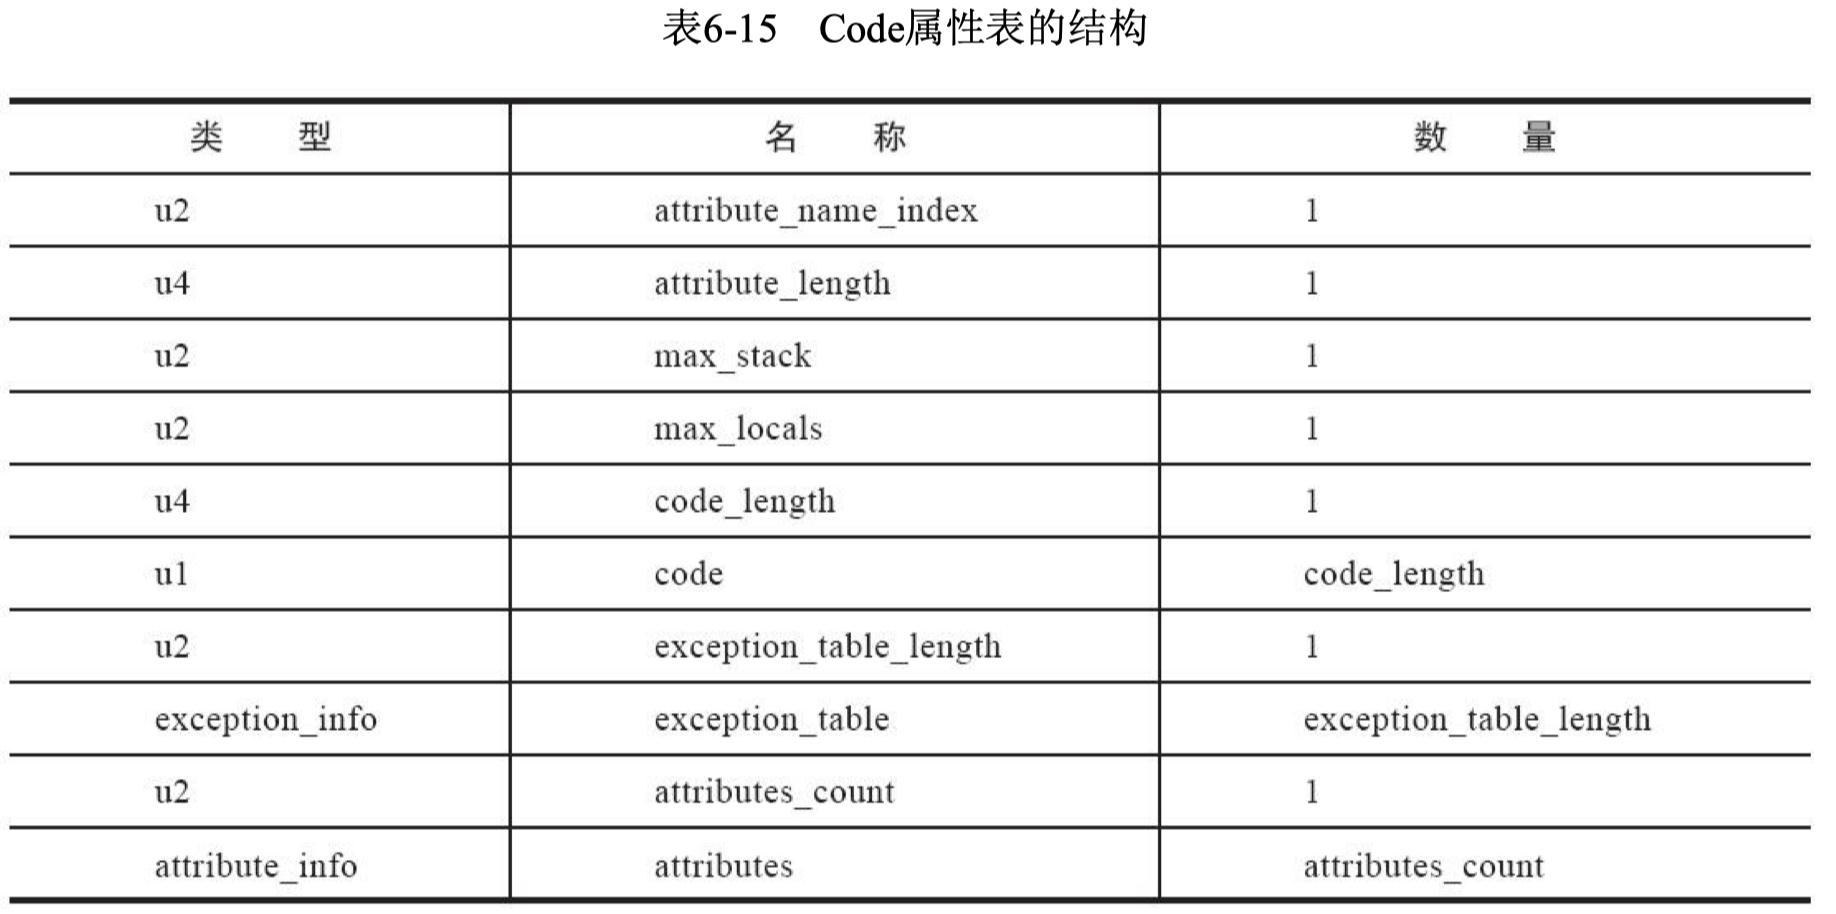 表6-15 Code属性表的结构
类 型 名 称 数 量
u2 attribute_name_index 1
u4 attribute_length 1
u2 max_stack 1
u2 max_locals 1
u4 code_length 1
u1 code code_length
u2 exception_table_length 1
exception_info exception_table exception_table_length
u2 attributes_count 1
attribute_info attributes attributes_count